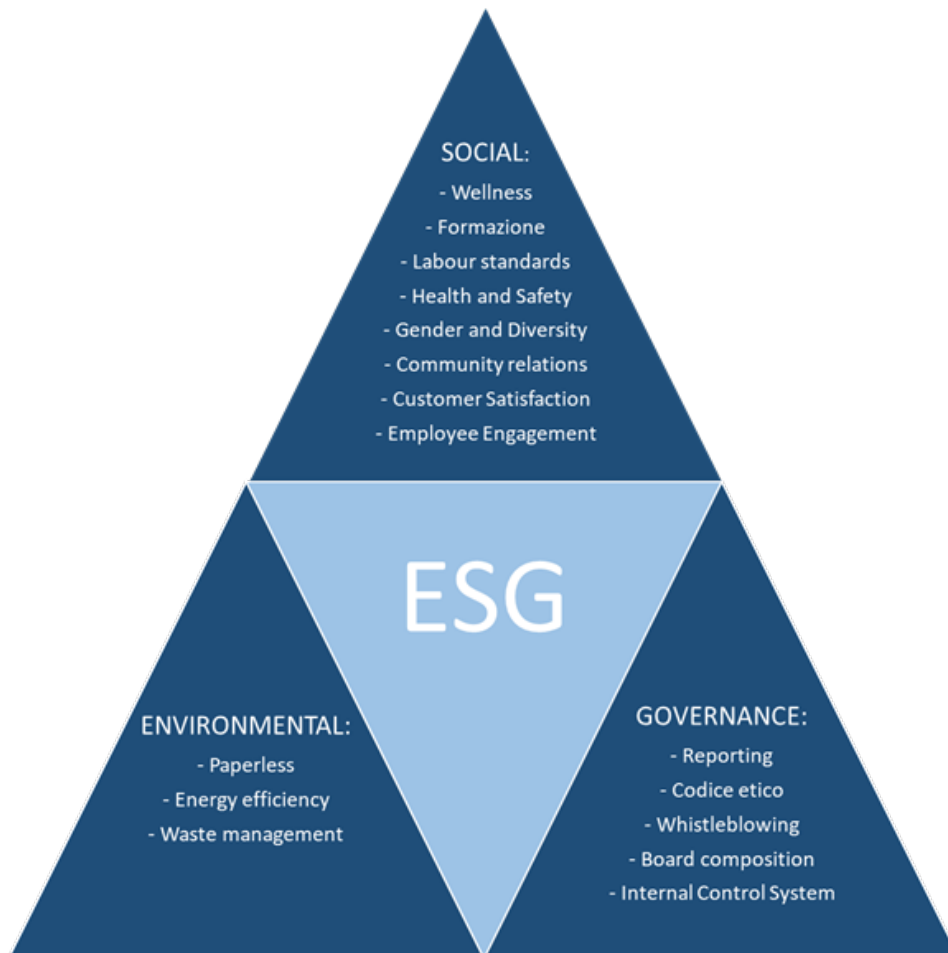 SOCIAL:
- Wellness
- Formazione
- Labour standards
- Health and Safety
- Gender and Diversity
- Community relations
- Customer Satisfaction
- Employee Engagement
ESG
ENVIRONMENTAL:
- Paperless
- Energy efficiency
- Waste management
GOVERNANCE:
- Reporting
- Codice etico
- Whistleblowing
- Board composition
- Internal Control System